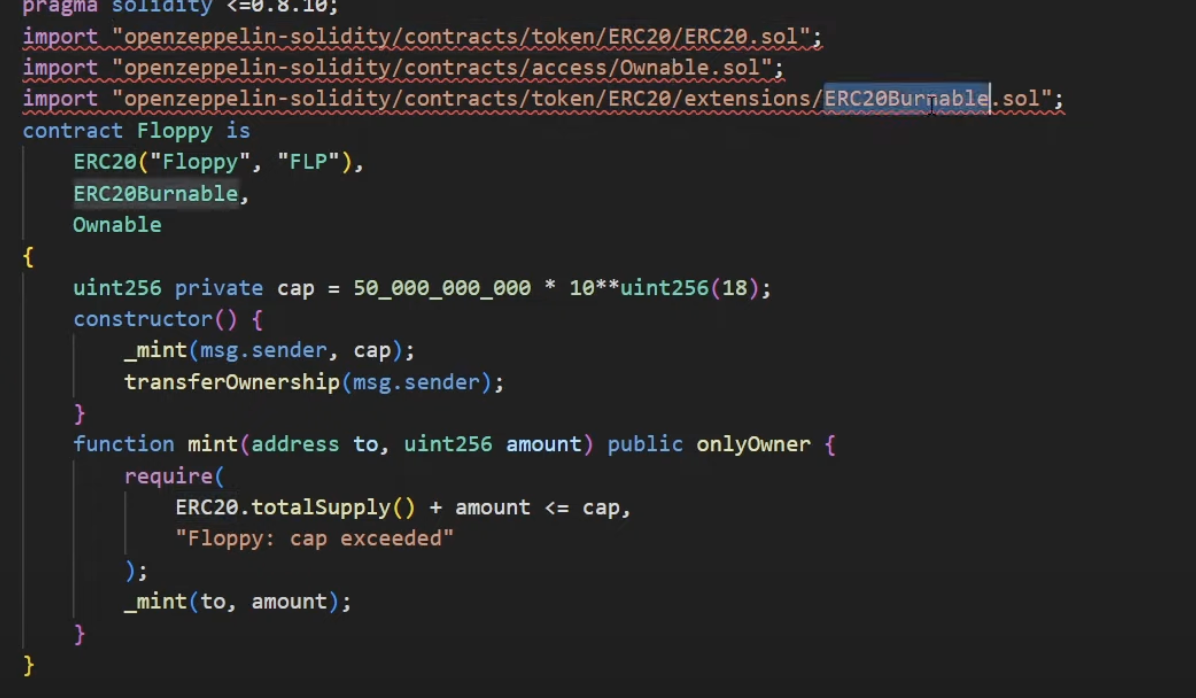 pragma solidity <=0.8.10;
import "openzeppelin-solidity/contracts/token/ERC20/ERC20.sol";
import "openzeppelin-solidity/contracts/access/Ownable.sol";
import "openzeppelin-solidity/contracts/token/ERC20/extensions/ERC20Burnable.sol";
contract Floppy is
    ERC20("Floppy", "FLP"),
    ERC20Burnable,
    Ownable
{
    uint256 private cap = 50_000_000_000 * 10**uint256(18);
    constructor() {
        _mint(msg.sender, cap);
        transferOwnership(msg.sender);
    }
    function mint(address to, uint256 amount) public onlyOwner {
        require(
            ERC20.totalSupply() + amount <= cap,
            "Floppy: cap exceeded"
        );
        _mint(to, amount);
    }
}